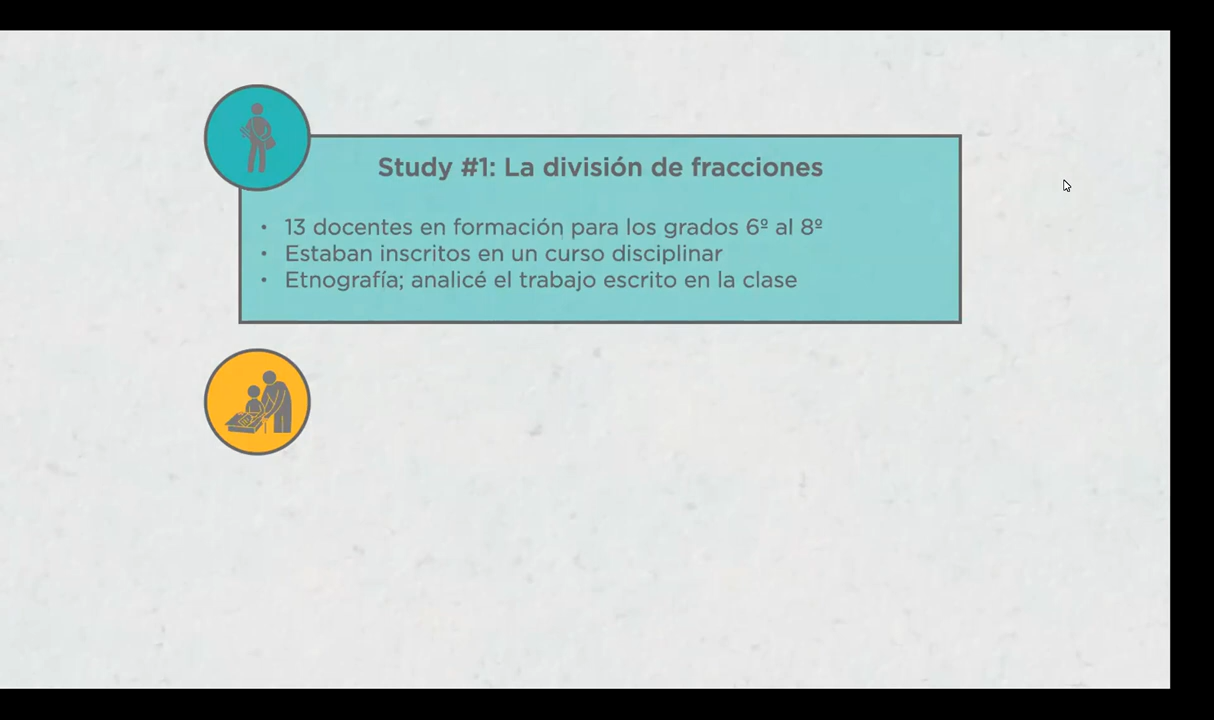 Study #1: La división de fracciones
• 13 docentes en formación para los grados 6º al 8º
• Estaban inscritos en un curso disciplinar
• Etnografía; analicé el trabajo escrito en la clase